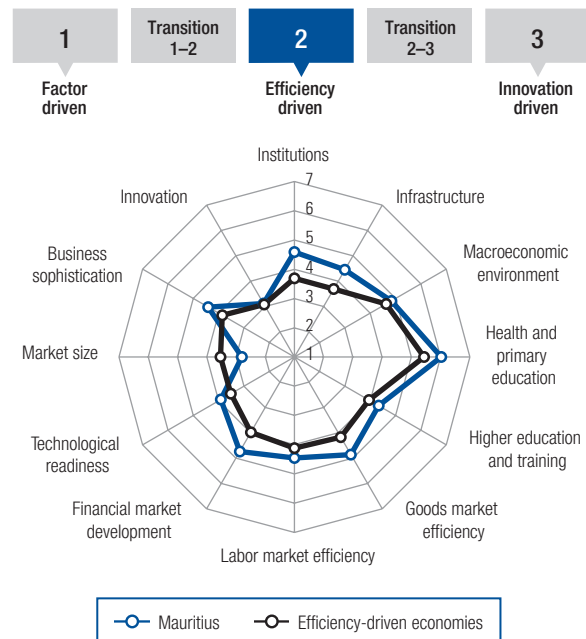 1
Transition
1–2
2
Transition
2–3
3
Factor
driven
Efficiency
driven
Innovation
driven
Institutions
Infrastructure
Macroeconomic
environment
Health and
primary
education
Higher education
and training
Goods market
efficiency
Labor market efficiency
Financial market
development
Technological
readiness
Market size
Business
sophistication
Innovation
7
6
5
4
3
2
1
Mauritius
Efficiency-driven economies